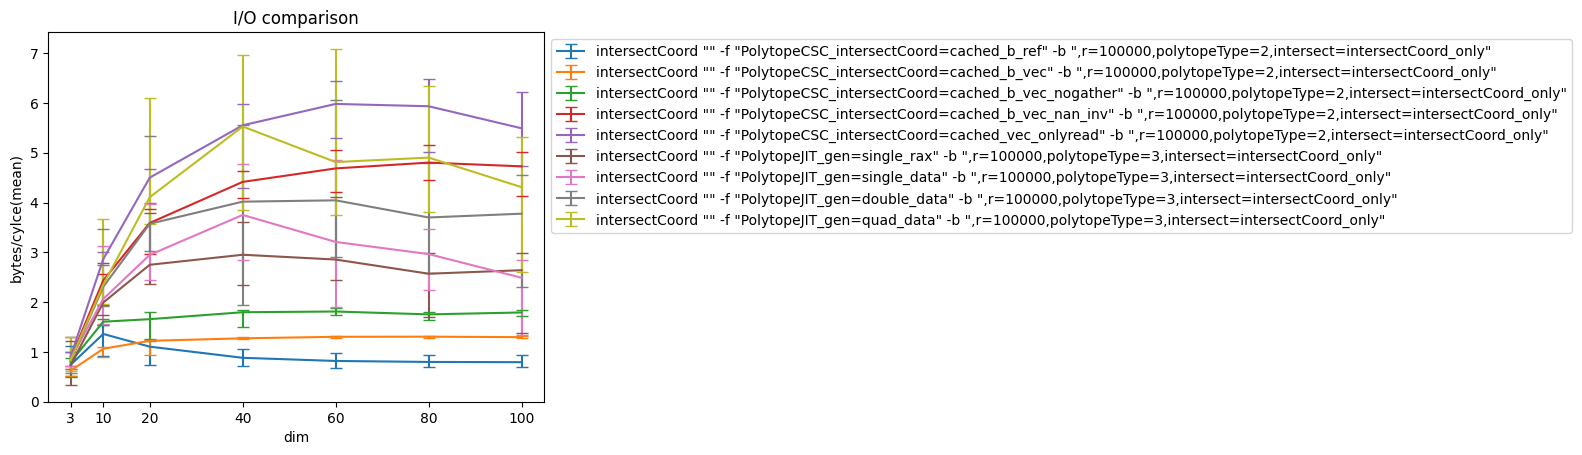 I/O comparison
bytes/cylce(mean)
7
6
5
4
3
2
1
0
3 10 20 40 60 80 100
dim
intersectCoord "" -f "PolytopeCSC_intersectCoord=cached_b_ref" -b ",r=100000,polytopeType=2,intersect=intersectCoord_only"
intersectCoord "" -f "PolytopeCSC_intersectCoord=cached_b_vec" -b ",r=100000,polytopeType=2,intersect=intersectCoord_only"
intersectCoord "" -f "PolytopeCSC_intersectCoord=cached_b_vec_nogather" -b ",r=100000,polytopeType=2,intersect=intersectCoord_only"
intersectCoord "" -f "PolytopeCSC_intersectCoord=cached_b_vec_nan_inv" -b ",r=100000,polytopeType=2,intersect=intersectCoord_only"
intersectCoord "" -f "PolytopeCSC_intersectCoord=cached_vec_onlyread" -b ",r=100000,polytopeType=2,intersect=intersectCoord_only"
intersectCoord "" -f "PolytopeJIT_gen=single_rax" -b ",r=100000,polytopeType=3,intersect=intersectCoord_only"
intersectCoord "" -f "PolytopeJIT_gen=single_data" -b ",r=100000,polytopeType=3,intersect=intersectCoord_only"
intersectCoord "" -f "PolytopeJIT_gen=double_data" -b ",r=100000,polytopeType=3,intersect=intersectCoord_only"
intersectCoord "" -f "PolytopeJIT_gen=quad_data" -b ",r=100000,polytopeType=3,intersect=intersectCoord_only"